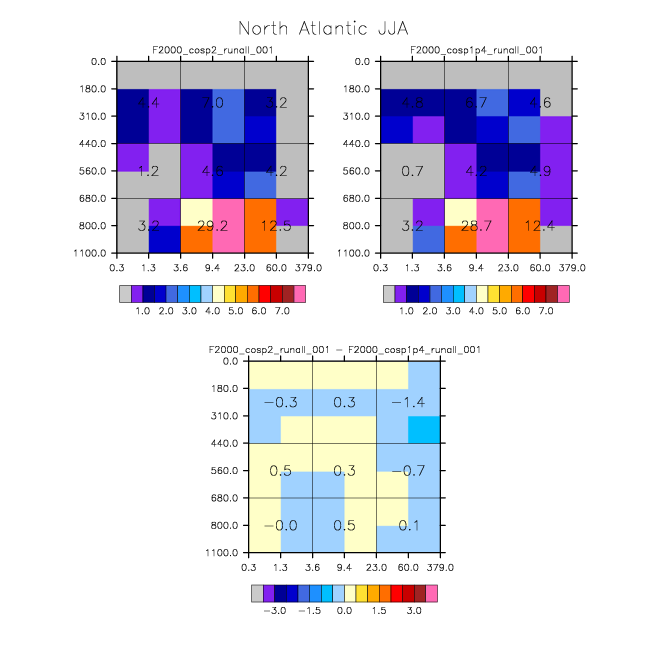 North Atlantic JJA
F2000_cosp2_runall_001 F2000_cosp1p4_runall_001
0.0 0.0
180.0 180.0
4.4 7.0 3.2 4.8 6.7 4.6
310.0 310.0
440.0 440.0
560.0 1.2 4.2 560.0 0.7 4.9
680.0 680.0
800.0 3.2 29.2 12.5 800.0 3.2 28.7 12.4
1100.0 1100.0
0.3 1.3 3.6 9.4 23.0 60.0 379.0 0.3 1.3 3.6 9.4 23.0 60.0 379.0
1.0 2.0 3.0 4.0 5.0 6.0 7.0 1.0 2.0 3.0 4.0 5.0 6.0 7.0
F2000_cosp2_runall_001 − F2000_cosp1p4_runall_001
0.0
180.0
−0.3 0.3 −1.4
310.0
440.0
560.0 0.5 0.3 −0.7
680.0
800.0 −0.0 0.5 0.1
1100.0
0.3 1.3 3.6 9.4 23.0 60.0 379.0
−3.0 −1.5 0.0 1.5 3.0